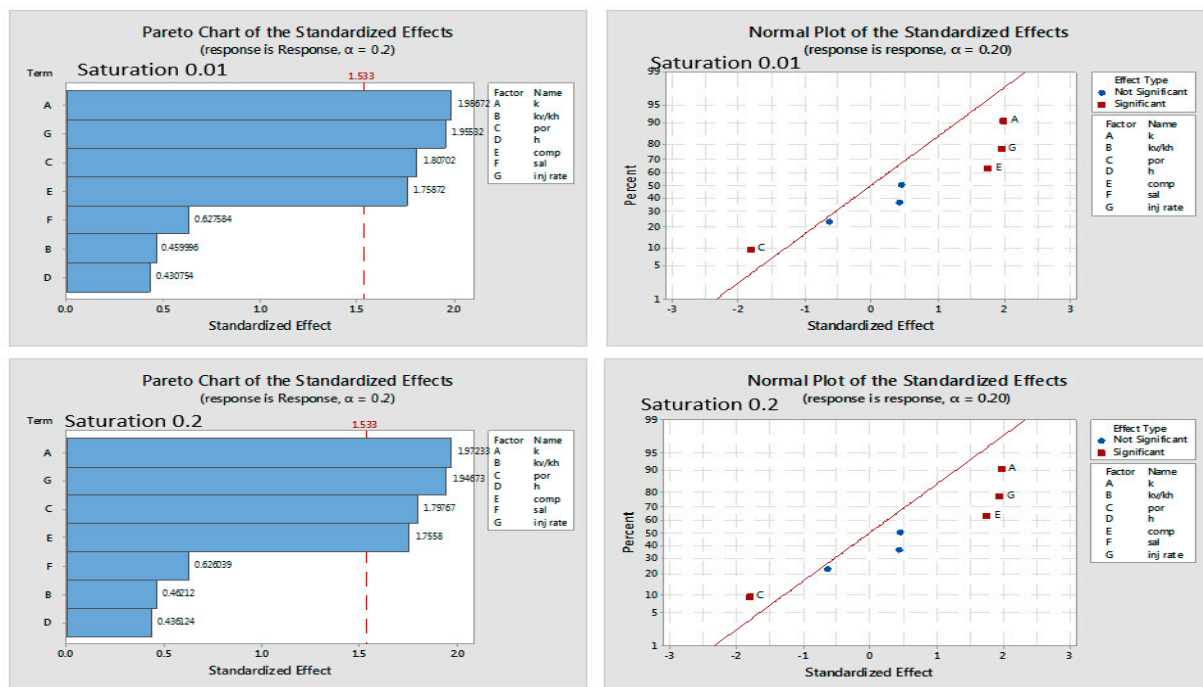 Pareto Chart of the Standardized Effects
(response is Response, α = 0.2)
Term
Saturation 0.01
1.533
A
1.98672
G
1.95532
C
1.80702
E
1.75872
F
0.627584
B
0.459996
D
0.430754
0.0 0.5 1.0 1.5 2.0
Standardized Effect
Factor Name
A k
B kv/kh
C por
D h
E comp
F sal
G inj rate
Normal Plot of the Standardized Effects
(response is response, α = 0.20)
Saturation 0.01
99
95
90
80
70
60
50
40
30
20
10
5
1
Percent
A
G
E
C
-3 -2 -1 0 1 2 3
Standardized Effect
Effect Type
Not Significant
Significant
Factor Name
A k
B kv/kh
C por
D h
E comp
F sal
G inj rate
Pareto Chart of the Standardized Effects
(response is Response, α = 0.2)
Term
Saturation 0.2
1.533
A
1.97233
G
1.94673
C
1.79767
E
1.7558
F
0.626039
B
0.46212
D
0.436124
0.0 0.5 1.0 1.5 2.0
Standardized Effect
Factor Name
A k
B kv/kh
C por
D h
E comp
F sal
G inj rate
Normal Plot of the Standardized Effects
(response is response, α = 0.20)
Saturation 0.2
99
95
90
80
70
60
50
40
30
20
10
5
1
Percent
A
G
E
C
-3 -2 -1 0 1 2 3
Standardized Effect
Effect Type
Not Significant
Significant
Factor Name
A k
B kv/kh
C por
D h
E comp
F sal
G inj rate